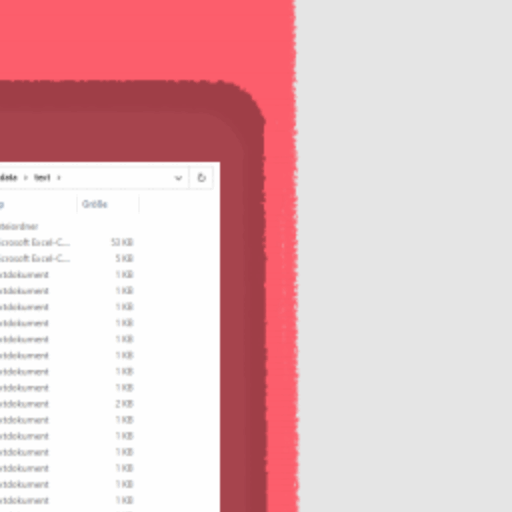 data › text ›
p Größe
teiordner
icrosoft Excel-C... 53 KB
icrosoft Excel-C... 5 KB
xtdokument 1 KB
xtdokument 1 KB
xtdokument 1 KB
xtdokument 1 KB
xtdokument 1 KB
xtdokument 1 KB
xtdokument 1 KB
xtdokument 1 KB
xtdokument 2 KB
xtdokument 1 KB
xtdokument 1 KB
xtdokument 1 KB
xtdokument 1 KB
xtdokument 1 KB
xtdokument 1 KB